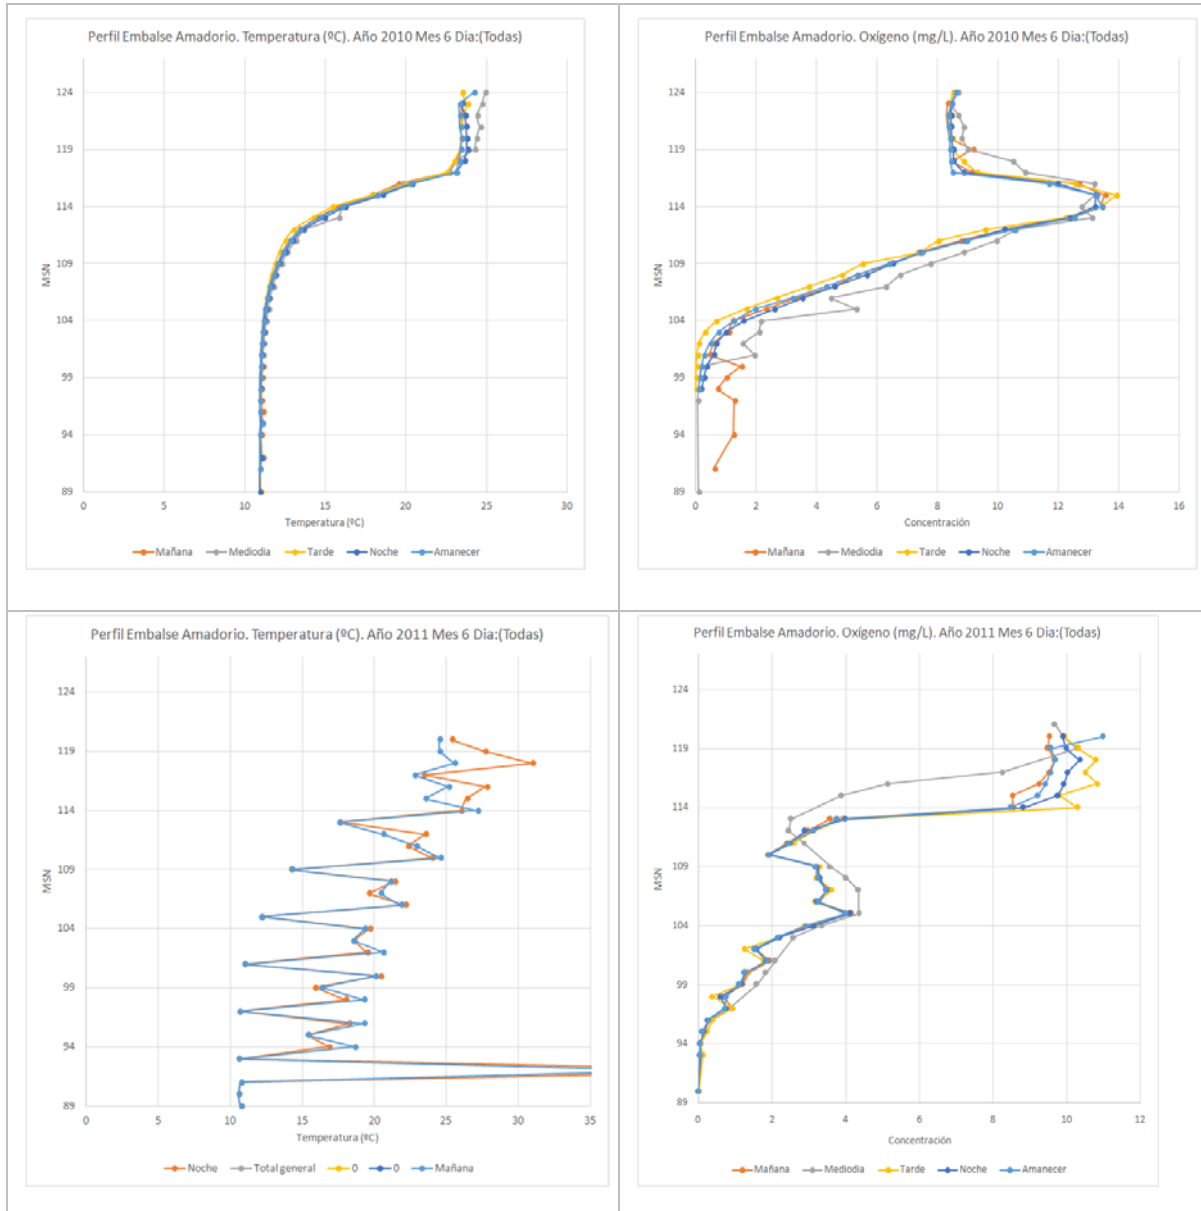 Perfil Embalse Amadorio. Temperatura (ºC). Año 2010 Mes 6 Dia:(Todas)
124
119
114
109
104
99
94
89
MSN
0 5 10 15 20 25 30
Temperatura (ºC)
Mañana Mediodia Tarde Noche Amanecer
Perfil Embalse Amadorio. Oxígeno (mg/L). Año 2010 Mes 6 Dia:(Todas)
124
119
114
109
104
99
94
89
MSN
0 2 4 6 8 10 12 14 16
Concentración
Mañana Mediodia Tarde Noche Amanecer
Perfil Embalse Amadorio. Temperatura (ºC). Año 2011 Mes 6 Dia:(Todas)
124
119
114
109
104
99
94
89
MSN
0 5 10 15 20 25 30 35
Temperatura (ºC)
Noche Total general 0 0 Mañana
Perfil Embalse Amadorio. Oxígeno (mg/L). Año 2011 Mes 6 Dia:(Todas)
124
119
114
109
104
99
94
89
MSN
0 2 4 6 8 10 12
Concentración
Mañana Mediodia Tarde Noche Amanecer